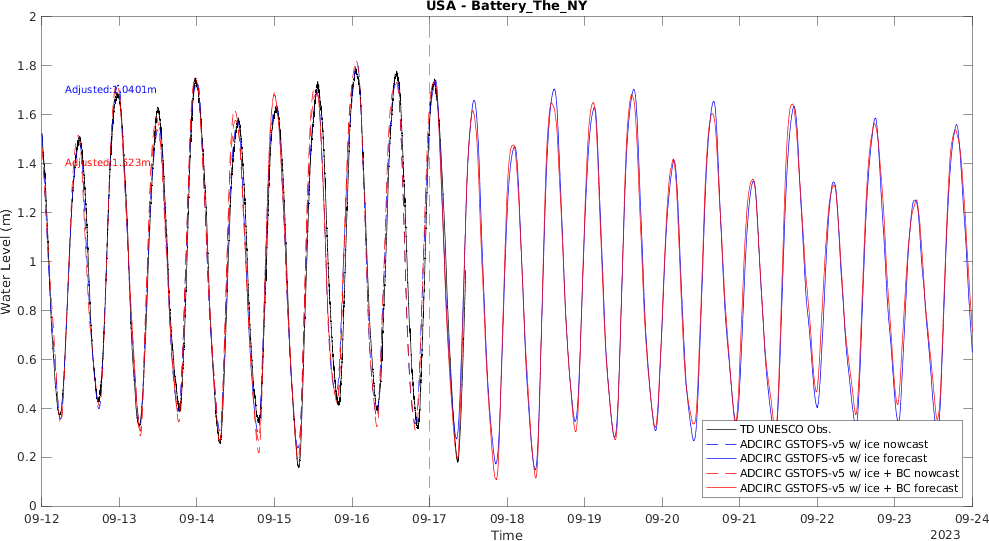 USA - Battery_The_NY
2
1.8
1.6
1.4
1.2
1
0.8
0.6
0.4
0.2
0
Water Level (m)
Adjusted:1.0401m
Adjusted:1.523m
TD UNESCO Obs.
ADCIRC GSTOFS-v5 w/ ice nowcast
ADCIRC GSTOFS-v5 w/ ice forecast
ADCIRC GSTOFS-v5 w/ ice + BC nowcast
ADCIRC GSTOFS-v5 w/ ice + BC forecast
09-12 09-13 09-14 09-15 09-16 09-17 09-18 09-19 09-20 09-21 09-22 09-23 09-24
Time
2023